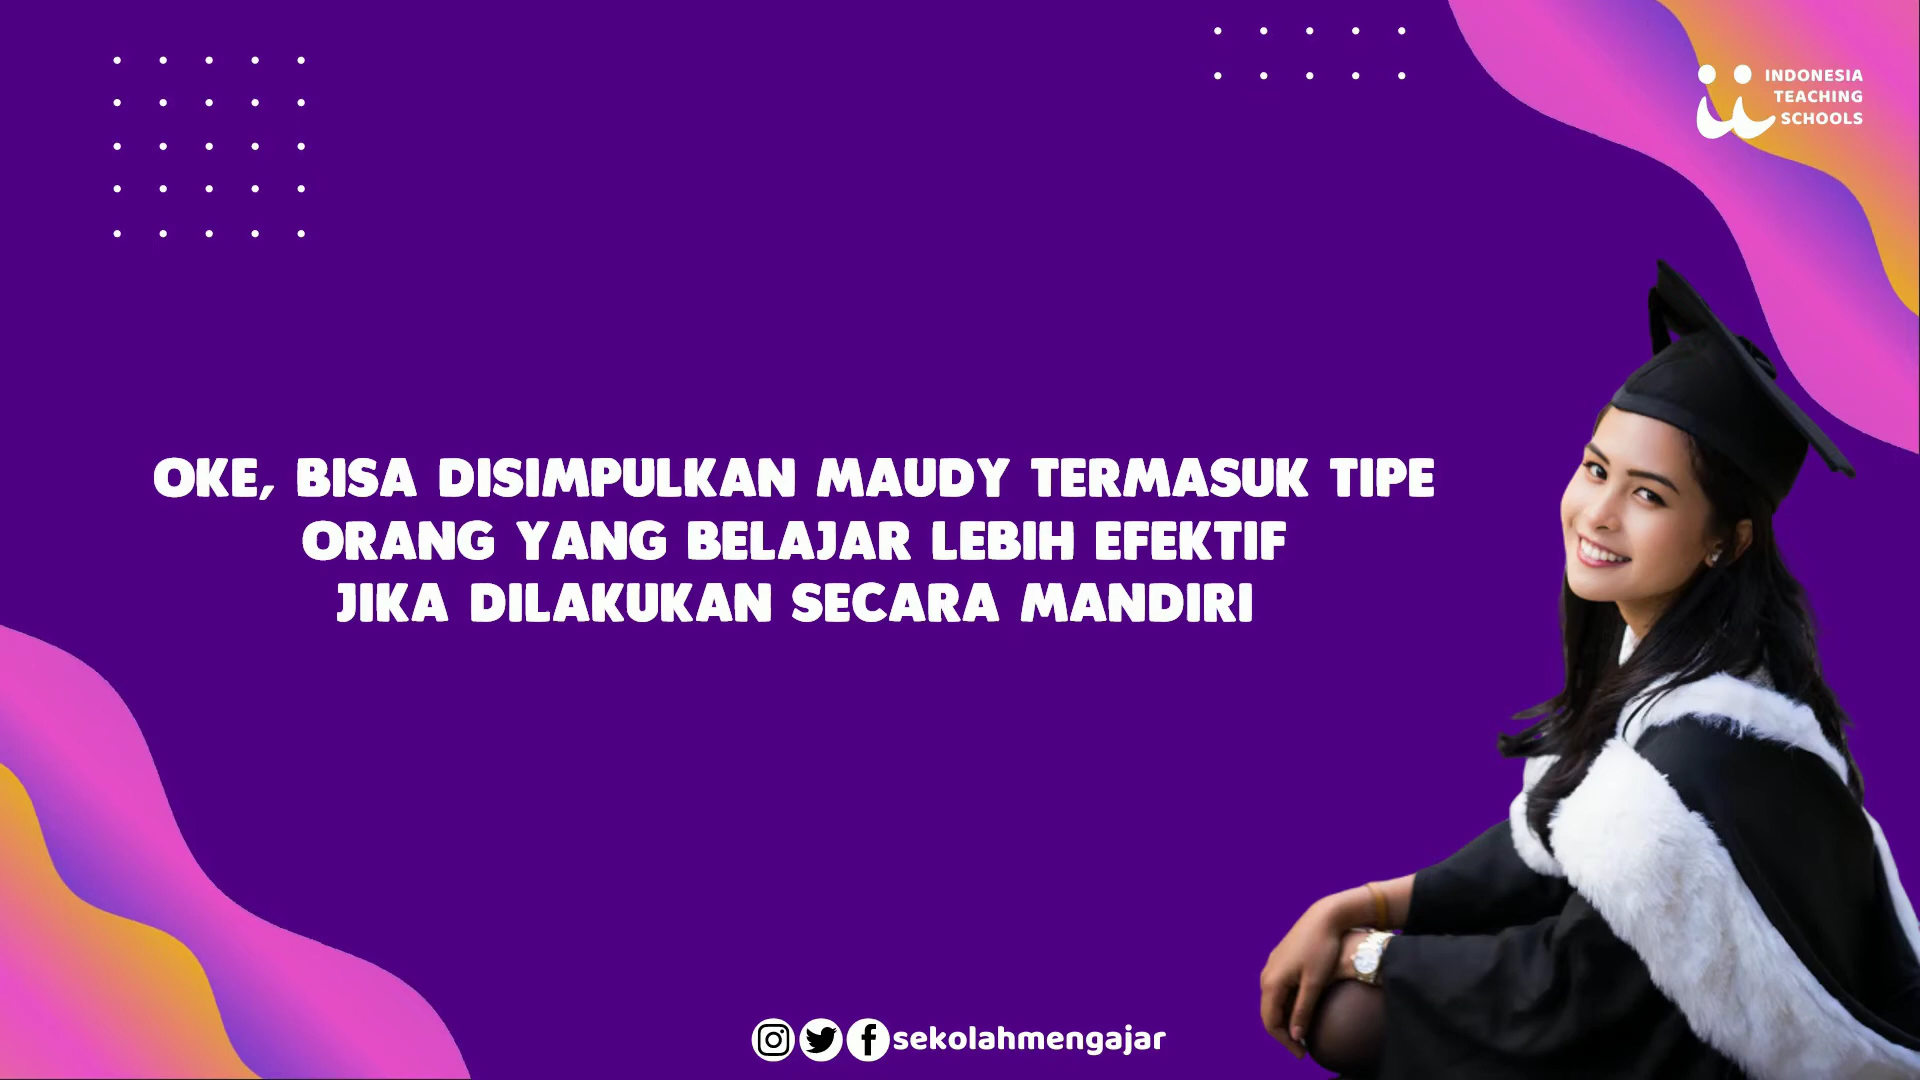 INDONESIA
TEACHING
SCHOOLS
OKE, BISA DISIMPULKAN MAUDY TERMASUK TIPE
ORANG YANG BELAJAR LEBIH EFEKTIF
JIKA DILAKUKAN SECARA MANDIRI
sekolahmengajar